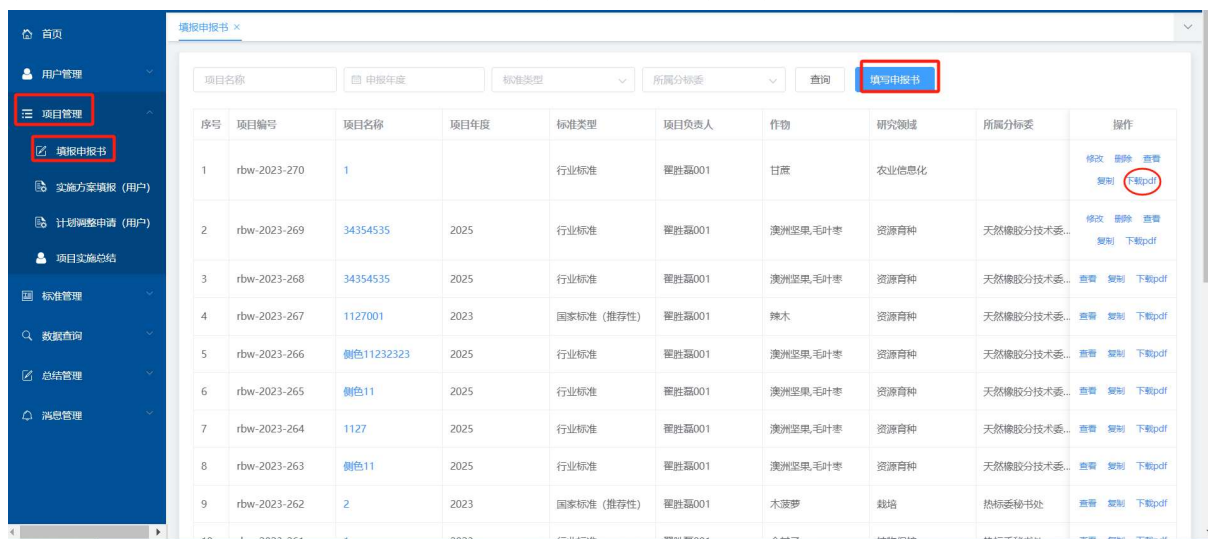 首页
用户管理
项目管理
填报申报书
实施方案填报（用户）
计划调整申请（用户）
项目实施总结
标准管理
数据查询
总结管理
消息管理
填报申报书 ×
项目名称 申报年度 标准类型 所属分标委 查询 填写申报书
序号 项目编号 项目名称 项目年度 标准类型 项目负责人 作物 研究领域 所属分标委 操作
1 rbw-2023-270 1 行业标准 翟胜磊001 甘蔗 农业信息化 修改 删除 查看
复制 下载pdf
2 rbw-2023-269 34354535 2025 行业标准 翟胜磊001 澳洲坚果,毛叶枣 资源育种 天然橡胶分技术委... 修改 删除 查看
复制 下载pdf
3 rbw-2023-268 34354535 2025 行业标准 翟胜磊001 澳洲坚果,毛叶枣 资源育种 天然橡胶分技术委... 查看 复制 下载pdf
4 rbw-2023-267 1127001 2023 国家标准（推荐性） 翟胜磊001 辣木 资源育种 天然橡胶分技术委... 查看 复制 下载pdf
5 rbw-2023-266 侧色11232323 2025 行业标准 翟胜磊001 澳洲坚果,毛叶枣 资源育种 天然橡胶分技术委... 查看 复制 下载pdf
6 rbw-2023-265 侧色11 2025 行业标准 翟胜磊001 澳洲坚果,毛叶枣 资源育种 天然橡胶分技术委... 查看 复制 下载pdf
7 rbw-2023-264 1127 2025 行业标准 翟胜磊001 澳洲坚果,毛叶枣 资源育种 天然橡胶分技术委... 查看 复制 下载pdf
8 rbw-2023-263 侧色11 2025 行业标准 翟胜磊001 澳洲坚果,毛叶枣 资源育种 天然橡胶分技术委... 查看 复制 下载pdf
9 rbw-2023-262 2 2023 国家标准（推荐性） 翟胜磊001 木菠萝 栽培 热标委秘书处 查看 复制 下载pdf